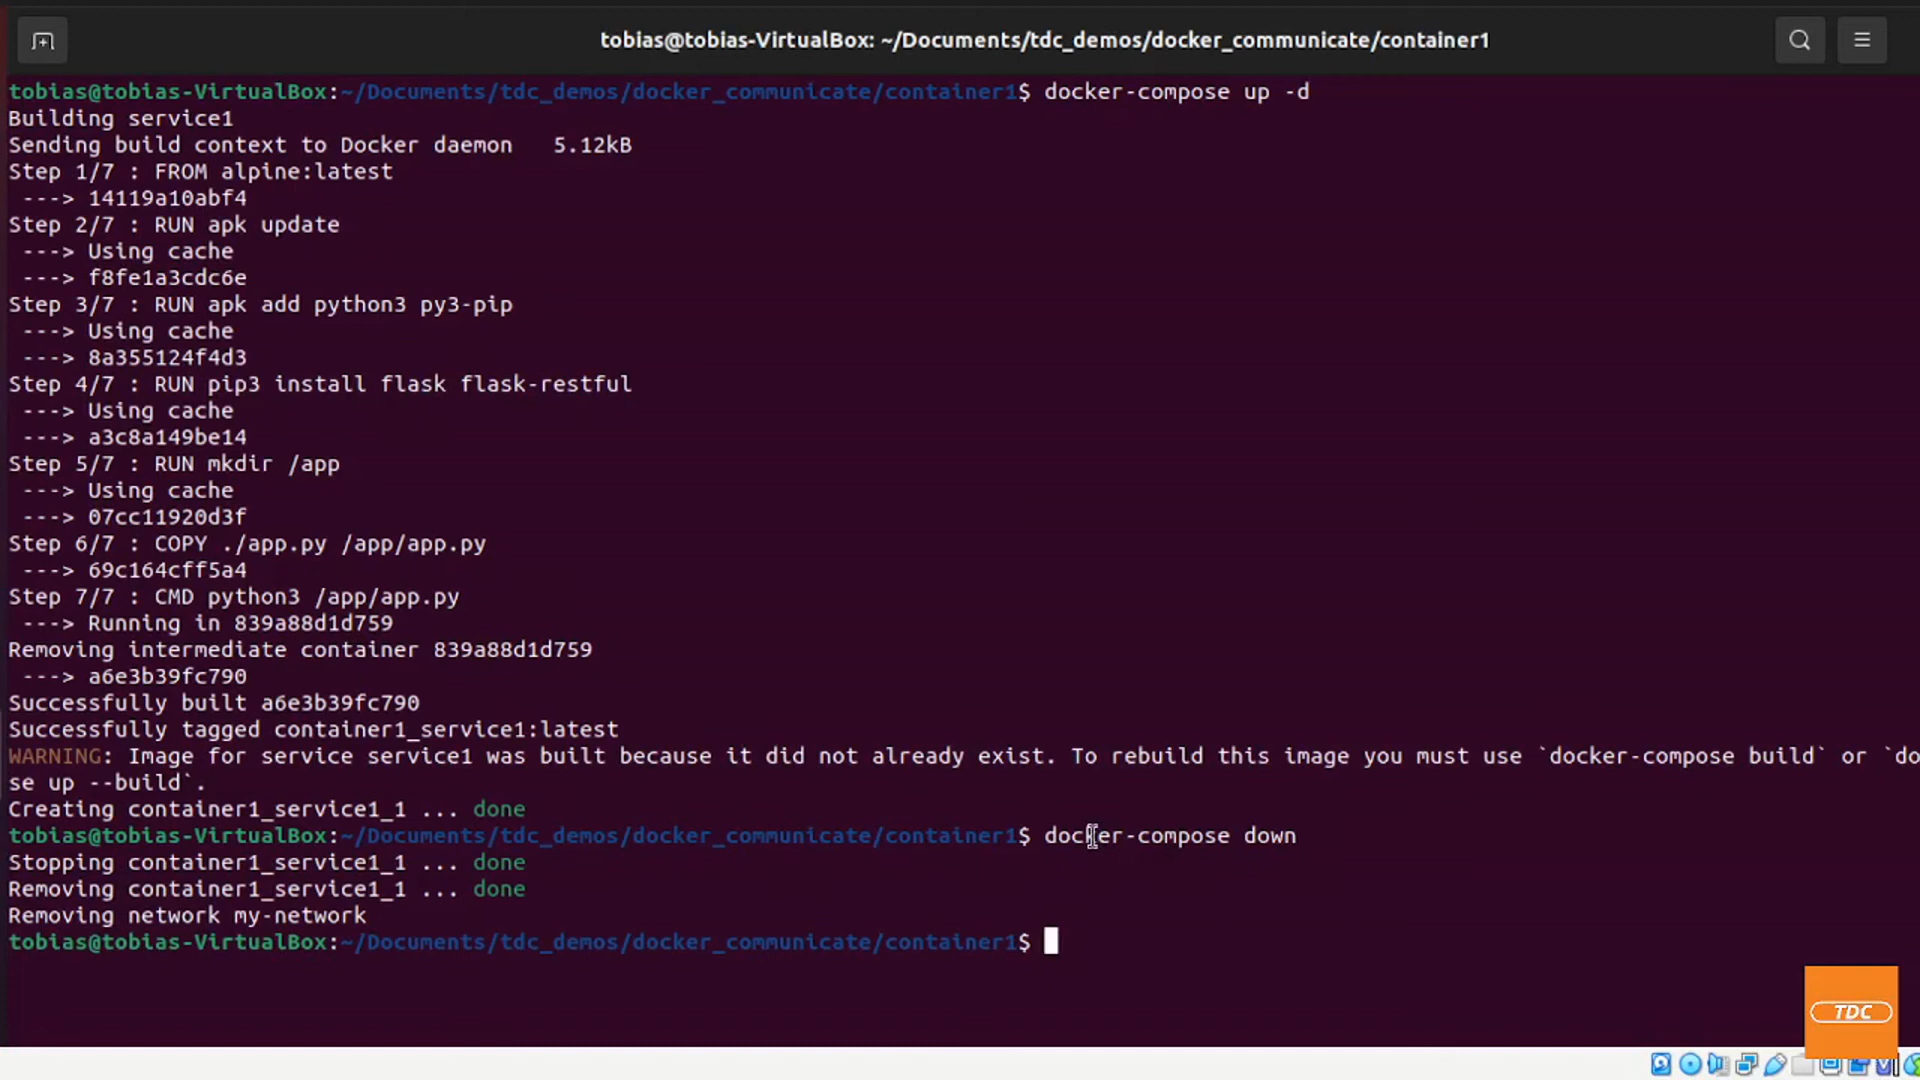 tobias@tobias-VirtualBox: ~/Documents/tdc_demos/docker_communicate/container1
tobias@tobias-VirtualBox:~/Documents/tdc_demos/docker_communicate/container1$ docker-compose up -d
Building service1
Sending build context to Docker daemon   5.12kB
Step 1/7 : FROM alpine:latest
 ---> 14119a10abf4
Step 2/7 : RUN apk update
 ---> Using cache
 ---> f8fe1a3cdc6e
Step 3/7 : RUN apk add python3 py3-pip
 ---> Using cache
 ---> 8a355124f4d3
Step 4/7 : RUN pip3 install flask flask-restful
 ---> Using cache
 ---> a3c8a149be14
Step 5/7 : RUN mkdir /app
 ---> Using cache
 ---> 07cc11920d3f
Step 6/7 : COPY ./app.py /app/app.py
 ---> 69c164cff5a4
Step 7/7 : CMD python3 /app/app.py
 ---> Running in 839a88d1d759
Removing intermediate container 839a88d1d759
 ---> a6e3b39fc790
Successfully built a6e3b39fc790
Successfully tagged container1_service1:latest
WARNING: Image for service service1 was built because it did not already exist. To rebuild this image you must use `docker-compose build` or `do
se up --build`.
Creating container1_service1_1 ... done
tobias@tobias-VirtualBox:~/Documents/tdc_demos/docker_communicate/container1$ docker-compose down
Stopping container1_service1_1 ... done
Removing container1_service1_1 ... done
Removing network my-network
tobias@tobias-VirtualBox:~/Documents/tdc_demos/docker_communicate/container1$
TDC